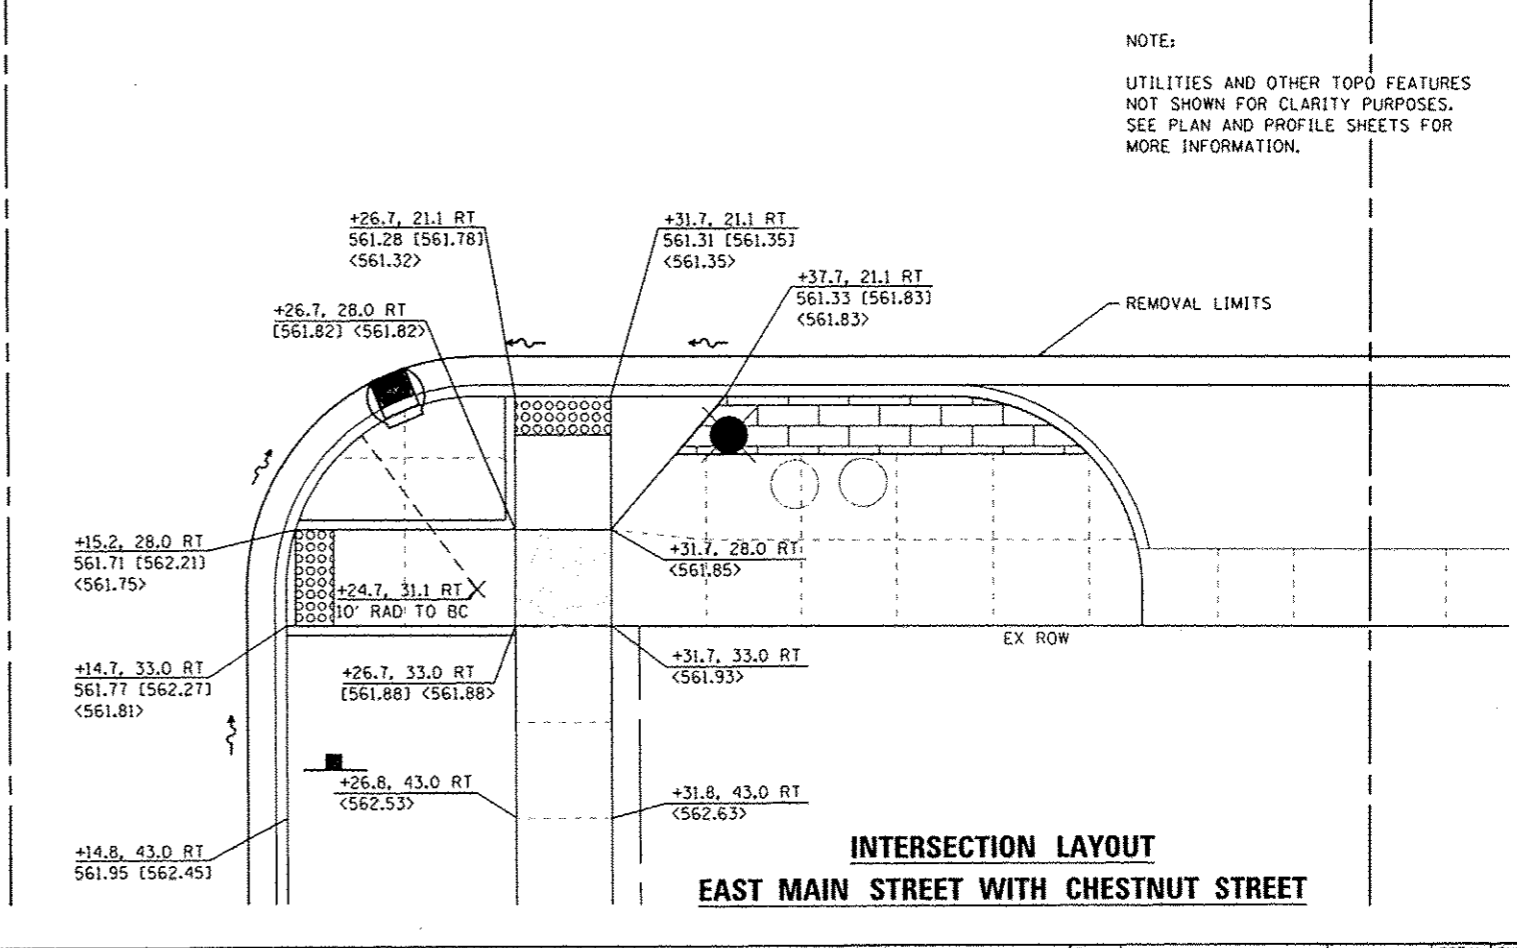 NOTE:
UTILITIES AND OTHER TOPO FEATURES
NOT SHOWN FOR CLARITY PURPOSES.
SEE PLAN AND PROFILE SHEETS FOR
MORE INFORMATION.
+26.7, 21.1 RT
561.28 [561.78]
<561.32>
+31.7, 21.1 RT
561.31 [561.35]
<561.35>
+37.7, 21.1 RT
561.33 [561.83]
<561.83>
+26.7, 28.0 RT
[561.82] <561.82>
REMOVAL LIMITS
+15.2, 28.0 RT
561.71 [562.21]
<561.75>
+31.7, 28.0 RT
<561.85>
+24.7, 31.1 RT
10' RAD TO BC
EX ROW
+14.7, 33.0 RT
561.77 [562.27]
<561.81>
+26.7, 33.0 RT
[561.88] <561.88>
+31.7, 33.0 RT
<561.93>
+26.8, 43.0 RT
<562.53>
+31.8, 43.0 RT
<562.63>
+14.8, 43.0 RT
561.95 [562.45]
INTERSECTION LAYOUT
EAST MAIN STREET WITH CHESTNUT STREET